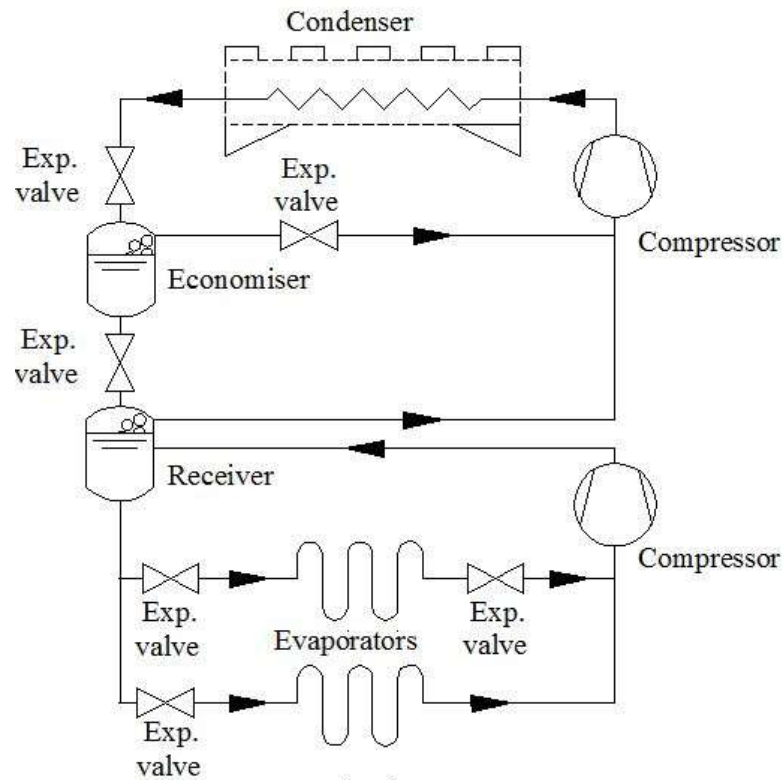 Condenser
Exp.
valve
Exp.
valve
Compressor
Economiser
Exp.
valve
Receiver
Compressor
Exp.
valve
Evaporators
Exp.
valve
Exp.
valve